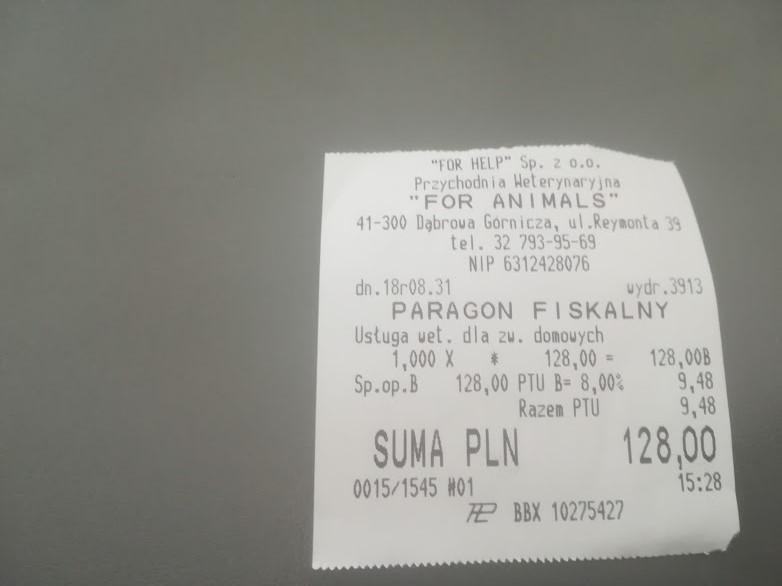 "FOR HELP" Sp. z o.o.
Przychodnia Weterynaryjna
"FOR ANIMALS"
41-300 Dąbrowa Górnicza, ul.Reymonta 39
tel. 32 793-95-69
NIP 6312428076
dn.18r08.31 wydr.3913
PARAGON FISKALNY
Usługa wet. dla zw. domowych
1,000 X * 128,00 = 128,00B
Sp.op.B 128,00 PTU B= 8,00% 9,48
Razem PTU 9,48
SUMA PLN 128,00
0015/1545 #01 15:28
BBX 10275427